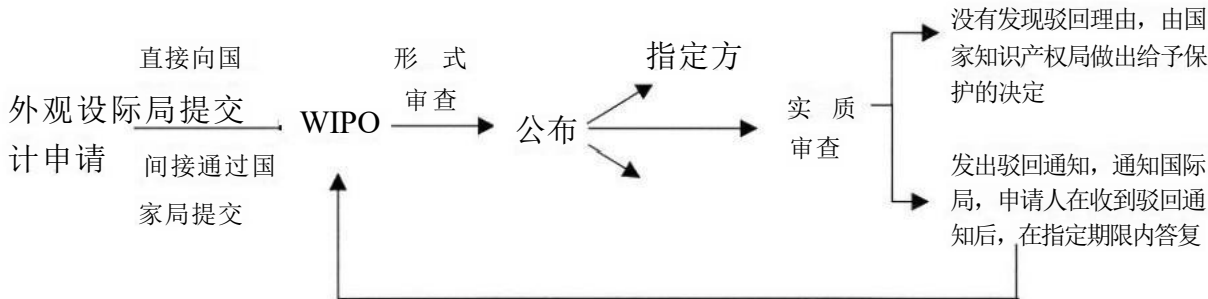 直接向国
外观设际局提交
计申请
间接通过国
家局提交
WIPO
形 式
审查
公布
指定方
实 质
审查
没有发现驳回理由，由国
家知识产权局做出给予保
护的决定
发出驳回通知，通知国际
局，申请人在收到驳回通
知后，在指定期限内答复